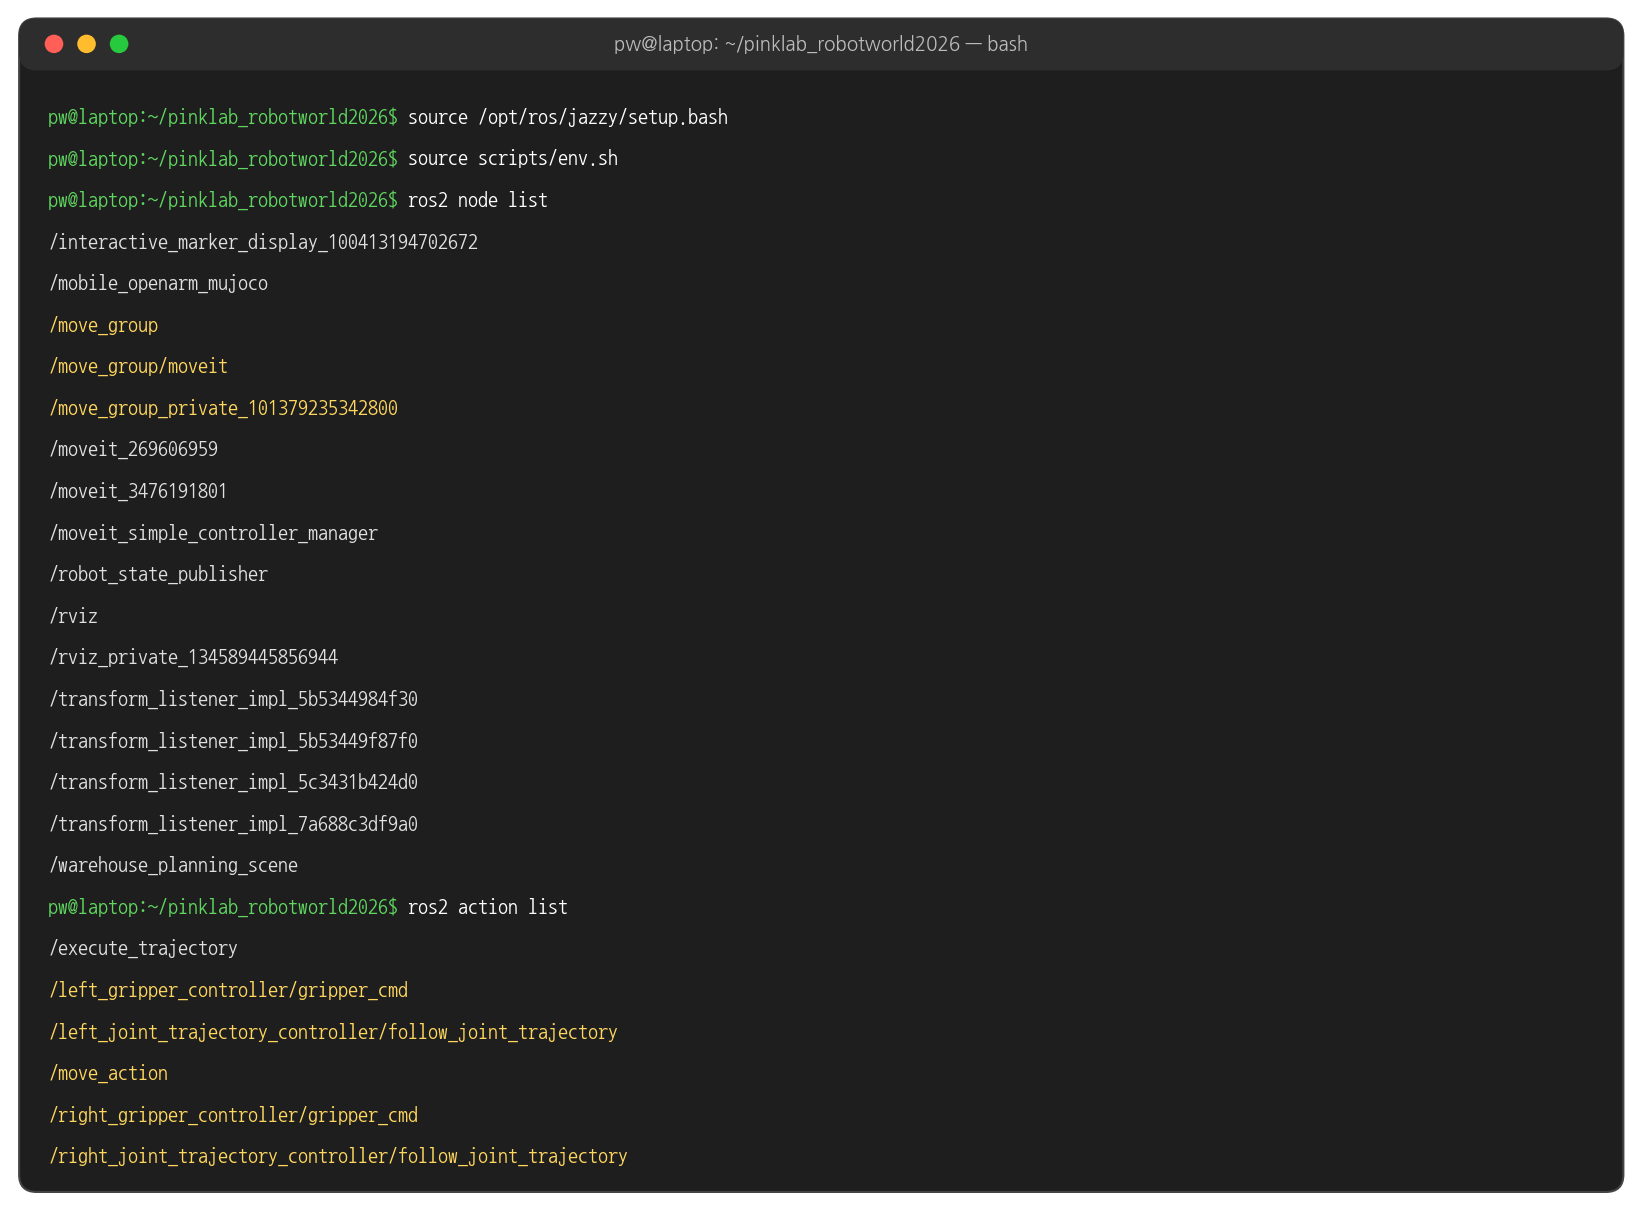 pw@laptop: ~/pinklab_robotworld2026 — bash
pw@laptop:~/pinklab_robotworld2026$ source /opt/ros/jazzy/setup.bash
pw@laptop:~/pinklab_robotworld2026$ source scripts/env.sh
pw@laptop:~/pinklab_robotworld2026$ ros2 node list
/interactive_marker_display_100413194702672
/mobile_openarm_mujoco
/move_group
/move_group/moveit
/move_group_private_101379235342800
/moveit_269606959
/moveit_3476191801
/moveit_simple_controller_manager
/robot_state_publisher
/rviz
/rviz_private_134589445856944
/transform_listener_impl_5b5344984f30
/transform_listener_impl_5b53449f87f0
/transform_listener_impl_5c3431b424d0
/transform_listener_impl_7a688c3df9a0
/warehouse_planning_scene
pw@laptop:~/pinklab_robotworld2026$ ros2 action list
/execute_trajectory
/left_gripper_controller/gripper_cmd
/left_joint_trajectory_controller/follow_joint_trajectory
/move_action
/right_gripper_controller/gripper_cmd
/right_joint_trajectory_controller/follow_joint_trajectory